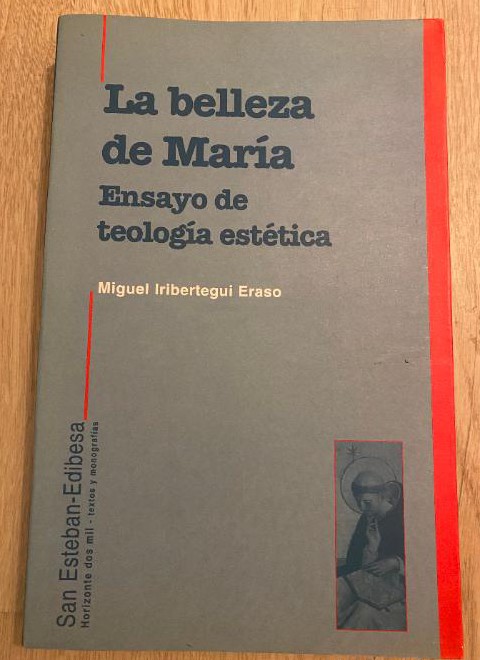 La belleza
de María
Ensayo de
teología estética
Miguel Iribertegui Eraso
San Esteban-Edibesa
Horizonte dos mil - textos y monografías